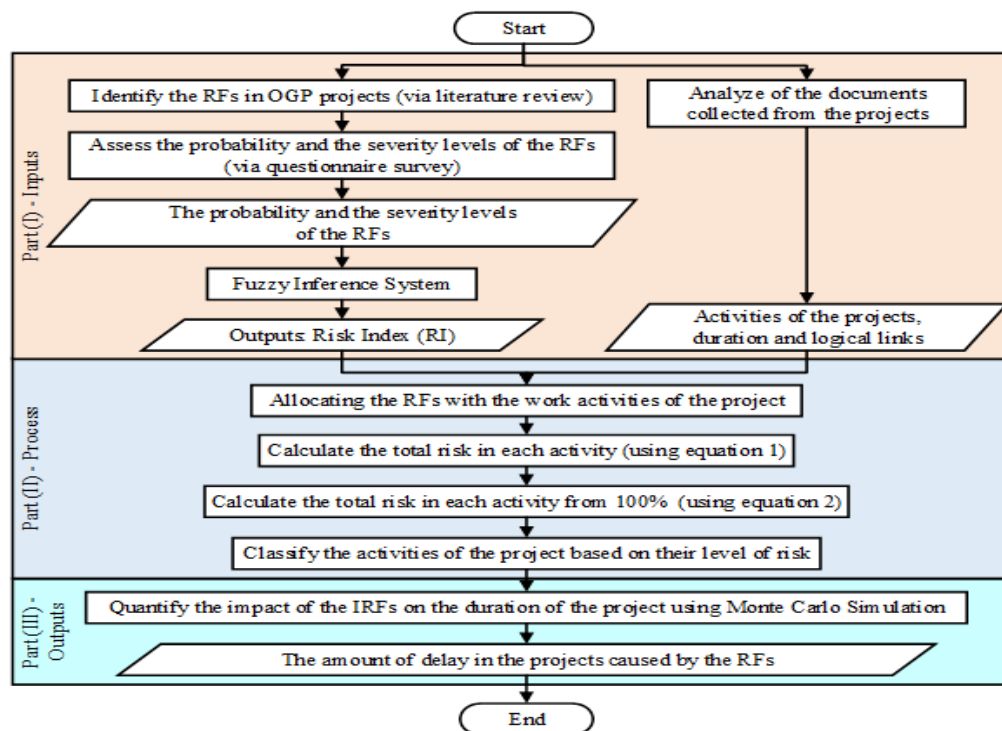 Start
Part (I) - Inputs
Identify the RFs in OGP projects (via literature review)
Assess the probability and the severity levels of the RFs
(via questionnaire survey)
The probability and the severity levels
of the RFs
Fuzzy Inference System
Outputs: Risk Index (RI)
Analyze of the documents
collected from the projects
Activities of the projects,
duration and logical links
Part (II) - Process
Allocating the RFs with the work activities of the project
Calculate the total risk in each activity (using equation 1)
Calculate the total risk in each activity from 100% (using equation 2)
Classify the activities of the project based on their level of risk
Part (III) -
Outputs
Quantify the impact of the IRFs on the duration of the project using Monte Carlo Simulation
The amount of delay in the projects caused by the RFs
End